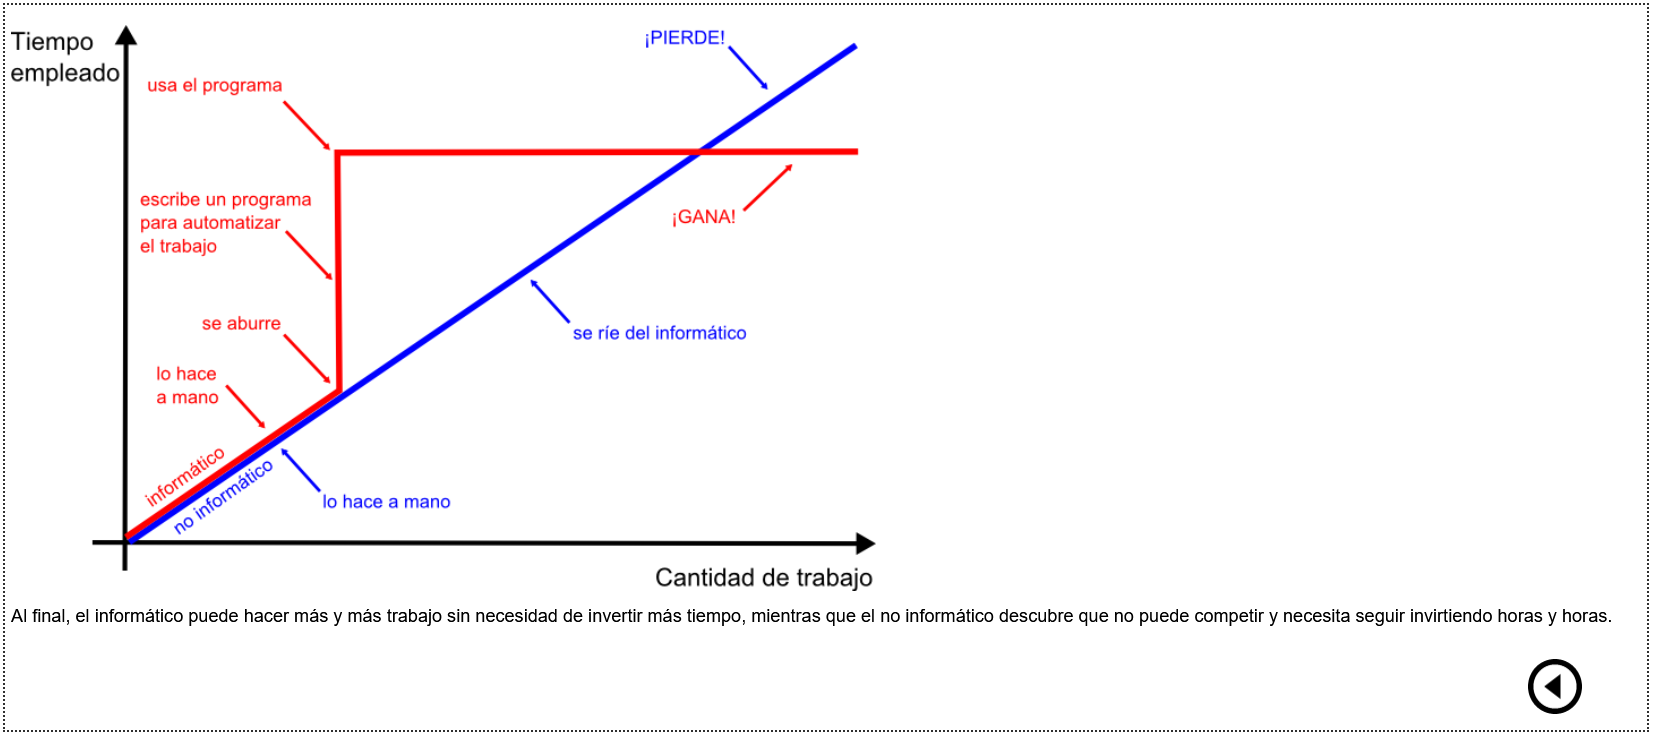 Tiempo
empleado
¡PIERDE!
usa el programa
escribe un programa
para automatizar
el trabajo
¡GANA!
se aburre
se ríe del informático
lo hace
a mano
informático
no informático
lo hace a mano
Cantidad de trabajo
Al final, el informático puede hacer más y más trabajo sin necesidad de invertir más tiempo, mientras que el no informático descubre que no puede competir y necesita seguir invirtiendo horas y horas.